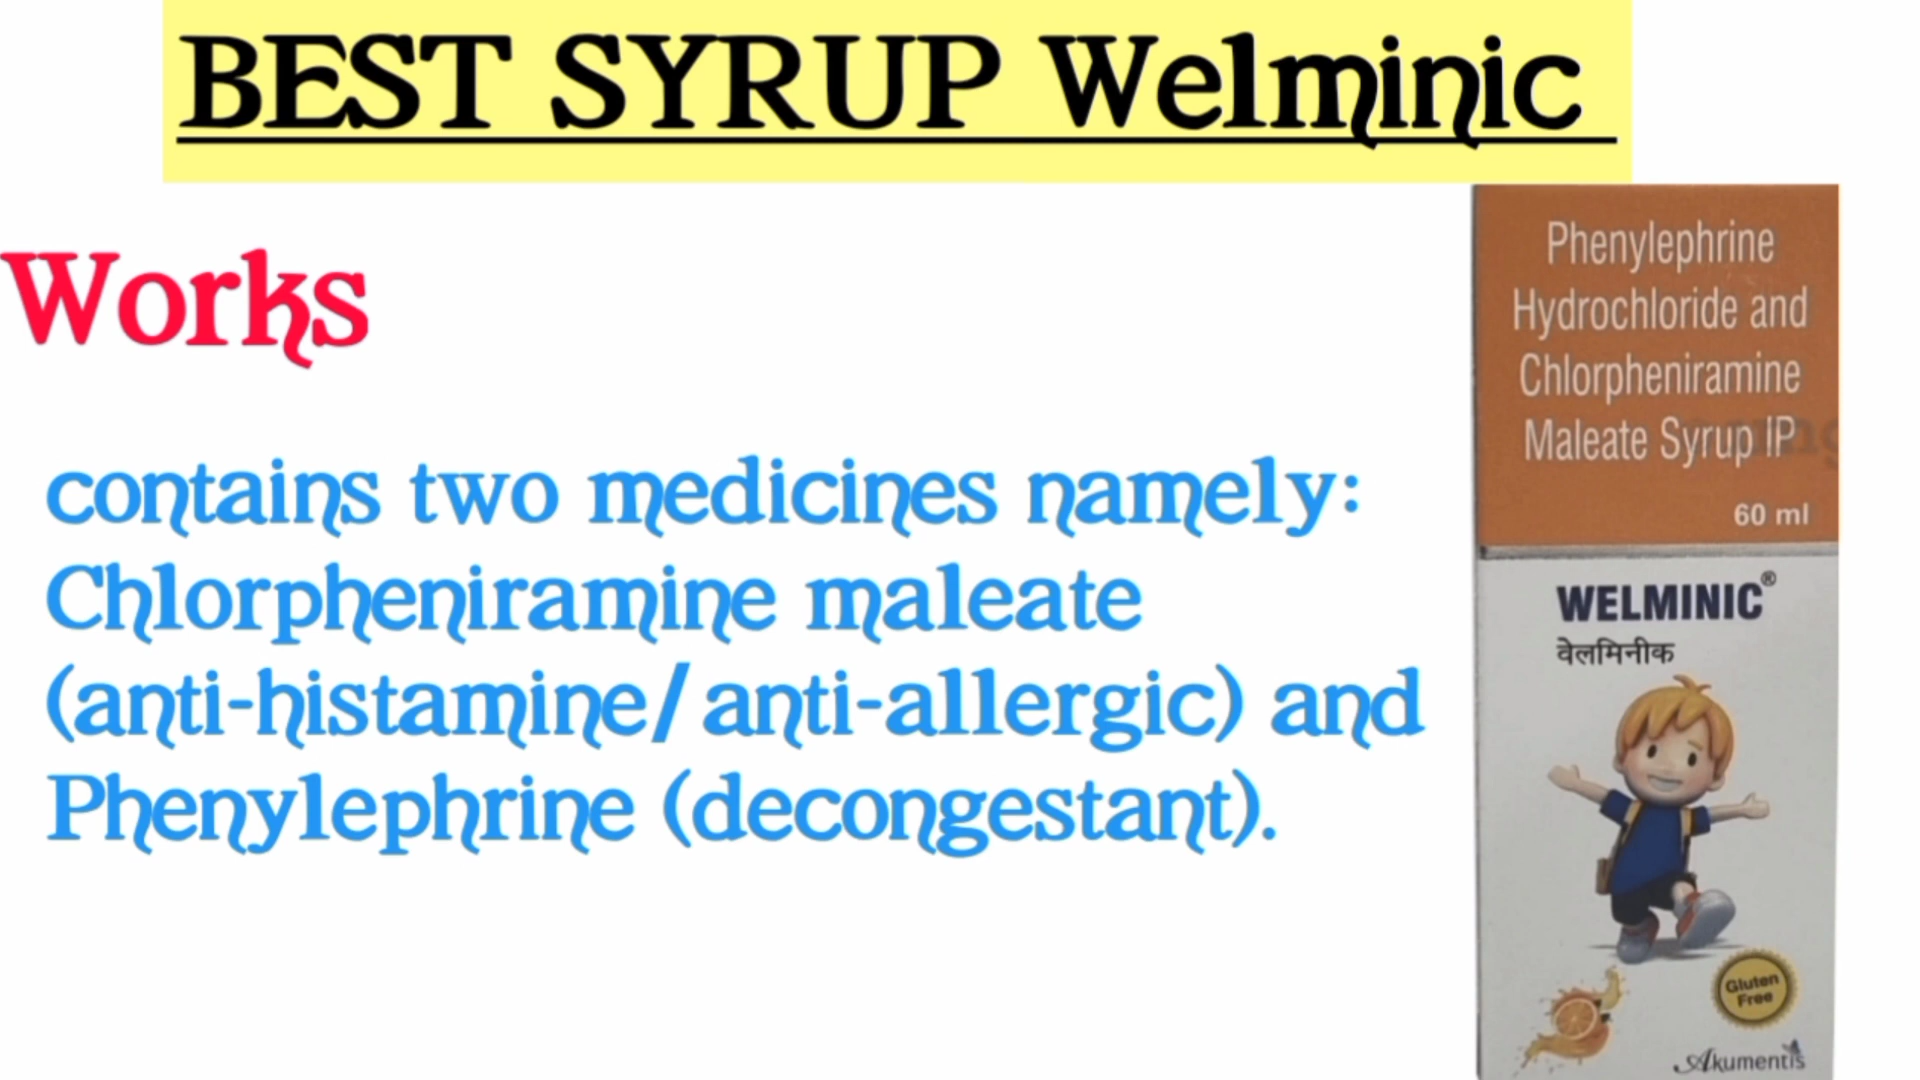 BEST SYRUP Welminic
Works
contains two medicines namely:
Chlorpheniramine maleate
(anti-histamine/ anti-allergic) and
Phenylephrine (decongestant).
Phenylephrine
Hydrochloride and
Chlorpheniramine
Maleate Syrup IP
60 ml
WELMINIC®
वेलमिनीक
Gluten
Free
Akumentis